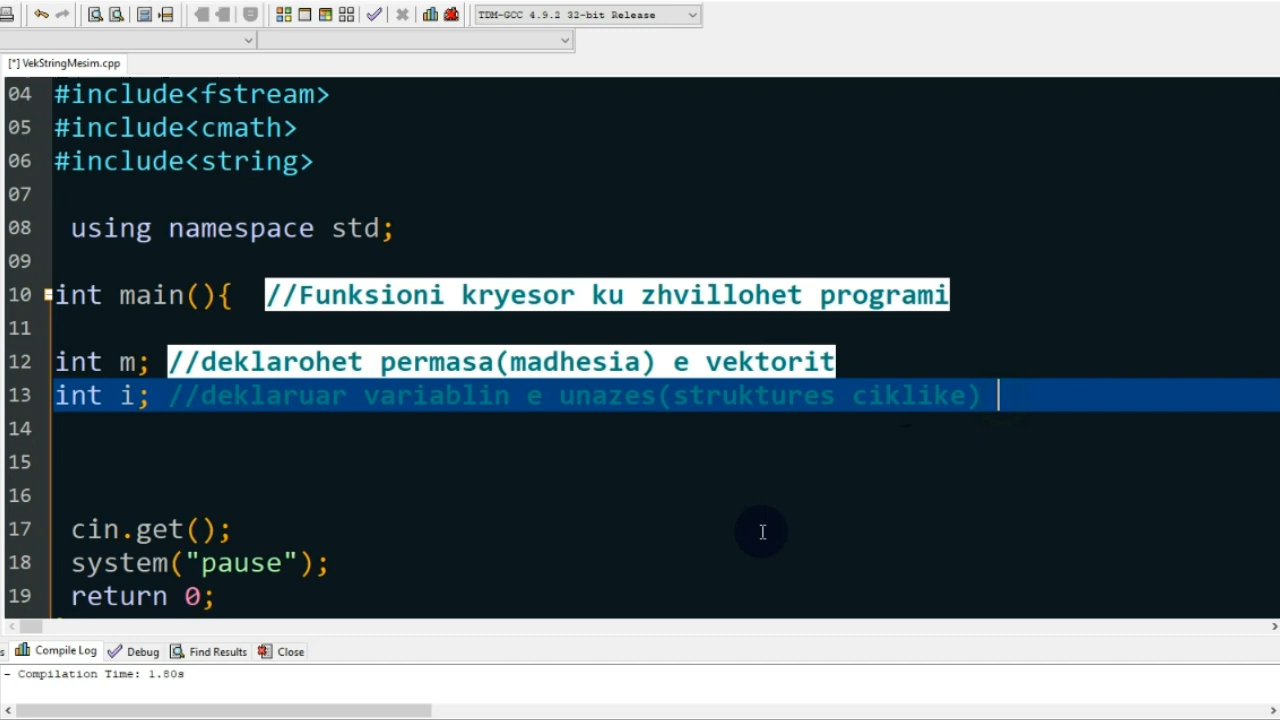 TDM-GCC 4.9.2 32-bit Release
[*] VekStringMesim.cpp
04 #include<fstream>
05 #include<cmath>
06 #include<string>
07
08 using namespace std;
09
10 int main(){ //Funksioni kryesor ku zhvillohet programi
11
12 int m; //deklarohet permasa(madhesia) e vektorit
13 int i; //deklaruar variablin e unazes(struktures ciklike)
14
15
16
17 cin.get();
18 system("pause");
19 return 0;
s Compile Log Debug Find Results Close
- Compilation Time: 1.80s